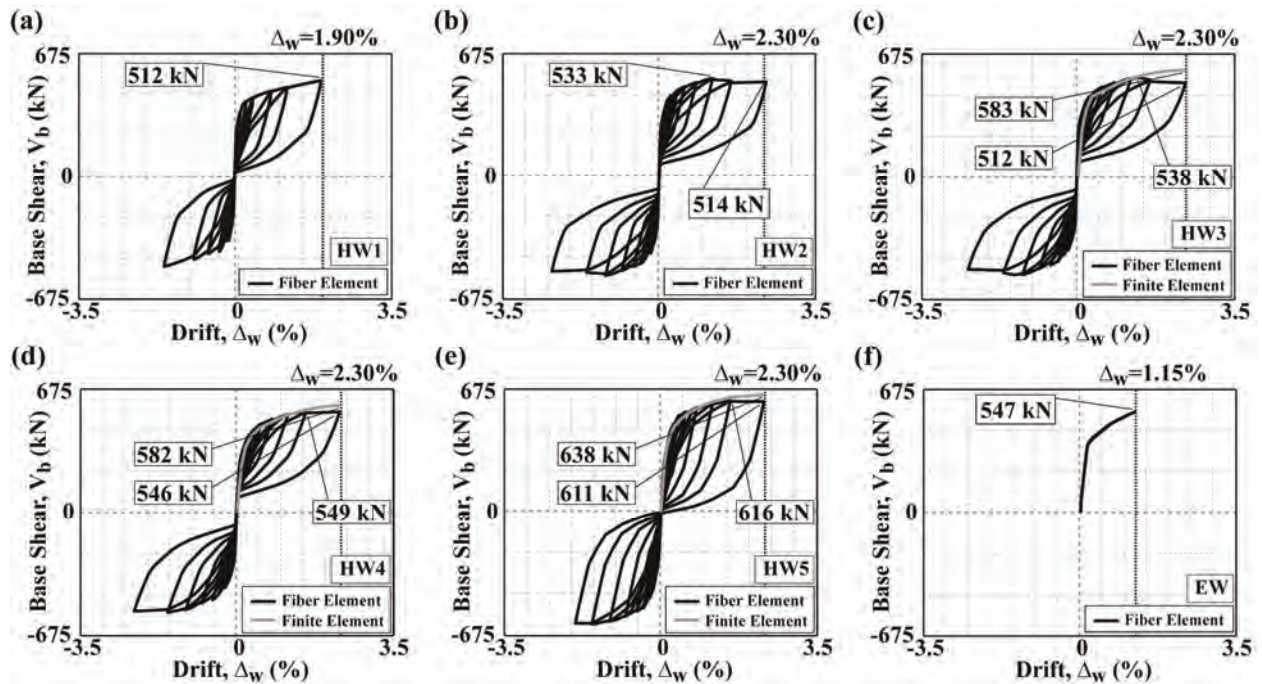 (a)
Δw=1.90%
675
512 kN
Base Shear, Vb (kN)
0
HW1
Fiber Element
-675
-3.5
0
3.5
Drift, Δw (%)
(b)
Δw=2.30%
675
533 kN
Base Shear, Vb (kN)
0
514 kN
HW2
Fiber Element
-675
-3.5
0
3.5
Drift, Δw (%)
(c)
Δw=2.30%
675
583 kN
512 kN
Base Shear, Vb (kN)
0
538 kN
HW3
Fiber Element
Finite Element
-675
-3.5
0
3.5
Drift, Δw (%)
(d)
Δw=2.30%
675
582 kN
546 kN
Base Shear, Vb (kN)
0
549 kN
HW4
Fiber Element
Finite Element
-675
-3.5
0
3.5
Drift, Δw (%)
(e)
Δw=2.30%
675
638 kN
611 kN
Base Shear, Vb (kN)
0
616 kN
HW5
Fiber Element
Finite Element
-675
-3.5
0
3.5
Drift, Δw (%)
(f)
Δw=1.15%
675
547 kN
Base Shear, Vb (kN)
0
EW
Fiber Element
-675
-3.5
0
3.5
Drift, Δw (%)